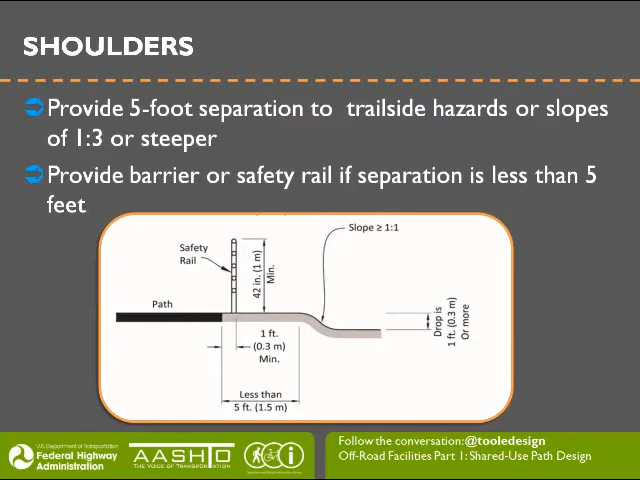 SHOULDERS
Provide 5-foot separation to trailside hazards or slopes
of 1:3 or steeper
Provide barrier or safety rail if separation is less than 5
feet
Slope ≥ 1:1
Safety
Rail
42 in. (1 m)
Min.
Path
Drop is
1 ft. (0.3 m)
Or more
1 ft.
(0.3 m)
Min.
Less than
5 ft. (1.5 m)
U.S. Department of Transportation
Federal Highway
Administration
AASHTO
THE VOICE OF TRANSPORTATION
Follow the conversation: @tooledesign
Off-Road Facilities Part 1: Shared-Use Path Design